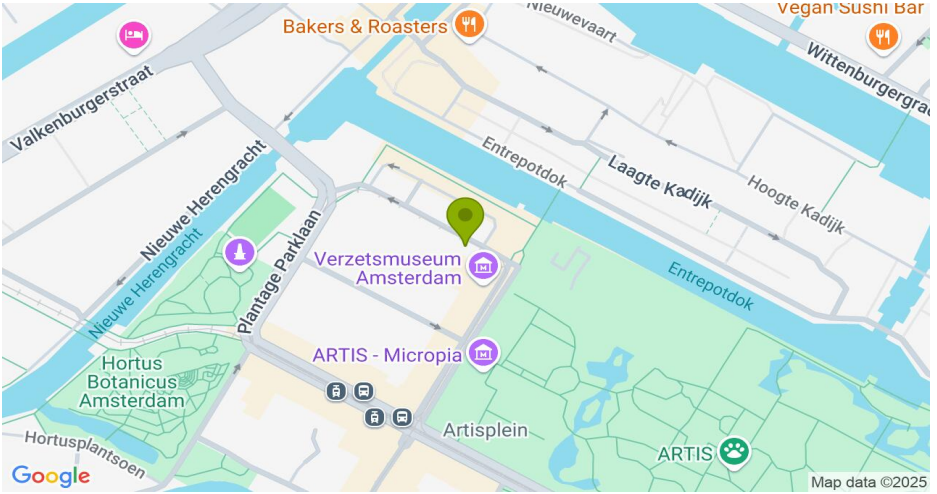 Nieuwevaart
Vegan Sushi Bar
Bakers & Roasters
Wittenburgergra
Valkenburgerstraat
Entrepotdok
Laagte Kadijk
Hoogte Kadijk
Nieuwe Herengracht
Nieuwe Herengracht
Plantage Parklaan
Verzetsmuseum
Amsterdam
Entrepotdok
ARTIS - Micropia
Hortus
Botanicus
Amsterdam
Artisplein
Hortusplantsoen
ARTIS
Google
Map data ©2025